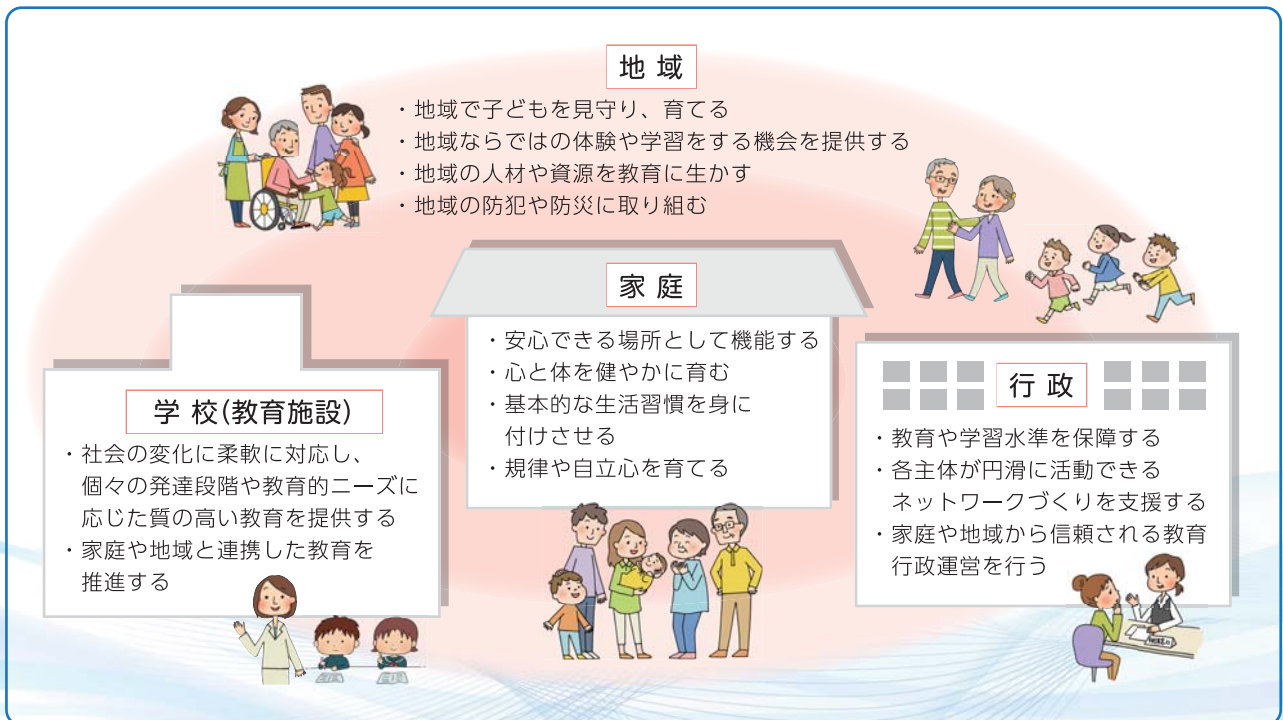 地 域
・地域で子どもを見守り、育てる
・地域ならではの体験や学習をする機会を提供する
・地域の人材や資源を教育に生かす
・地域の防犯や防災に取り組む
家 庭
・安心できる場所として機能する
・心と体を健やかに育む
・基本的な生活習慣を身に
付けさせる
・規律や自立心を育てる
学 校(教育施設)
・社会の変化に柔軟に対応し、
個々の発達段階や教育的ニーズに
応じた質の高い教育を提供する
・家庭や地域と連携した教育を
推進する
行 政
・教育や学習水準を保障する
・各主体が円滑に活動できる
ネットワークづくりを支援する
・家庭や地域から信頼される教育
行政運営を行う